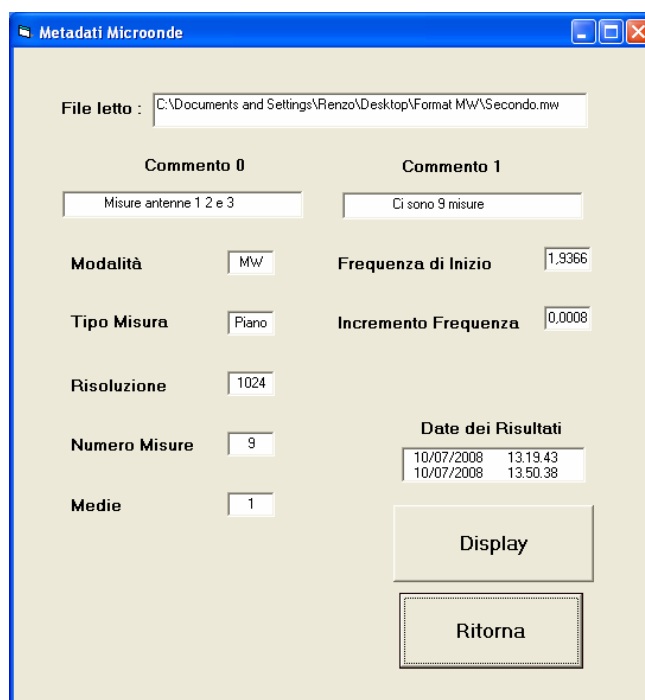 Metadati Microonde
File letto :
C:\Documents and Settings\Renzo\Desktop\Format MW\Secondo.mw
Commento 0
Commento 1
Misure antenne 1 2 e 3
Ci sono 9 misure
Modalità
MW
Frequenza di Inizio
1,9366
Tipo Misura
Piano
Incremento Frequenza
0,0008
Risoluzione
1024
Numero Misure
9
Date dei Risultati
10/07/2008 13.19.43
10/07/2008 13.50.38
Medie
1
Display
Ritorna